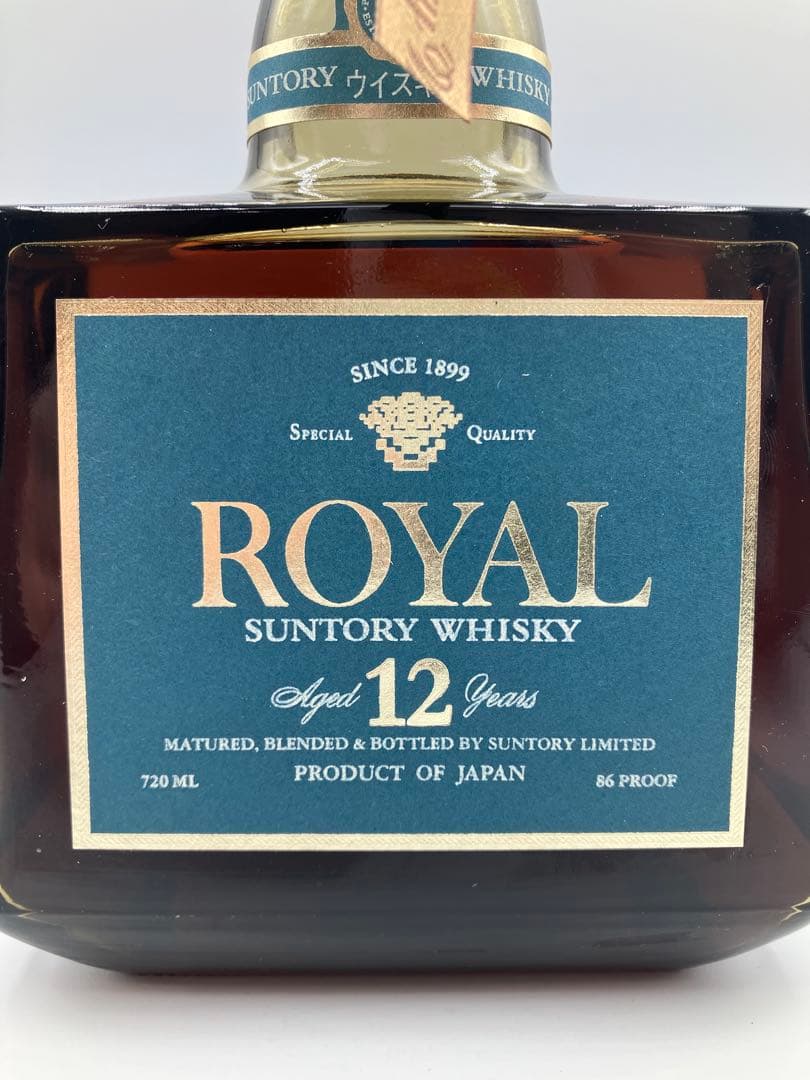 SUNTORY ウイスキー WHISKY
SINCE 1899
SPECIAL QUALITY
ROYAL
SUNTORY WHISKY
Aged 12 Years
MATURED, BLENDED & BOTTLED BY SUNTORY LIMITED
720 ML PRODUCT OF JAPAN 86 PROOF